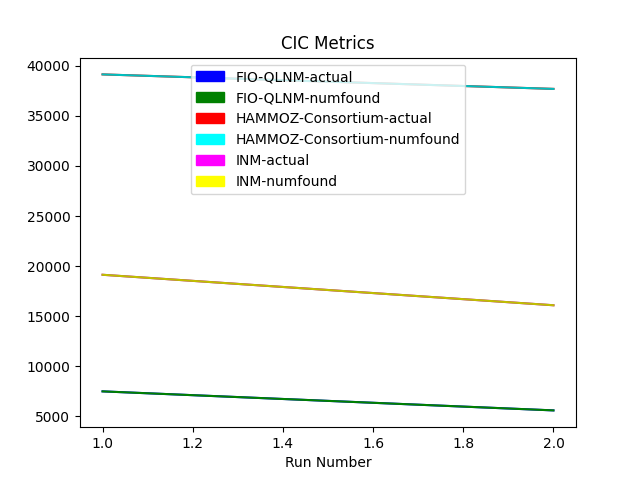 CIC Metrics
40000
35000
30000
25000
20000
15000
10000
5000
FIO-QLNM-actual
FIO-QLNM-numfound
HAMMOZ-Consortium-actual
HAMMOZ-Consortium-numfound
INM-actual
INM-numfound
1.0 1.2 1.4 1.6 1.8 2.0
Run Number